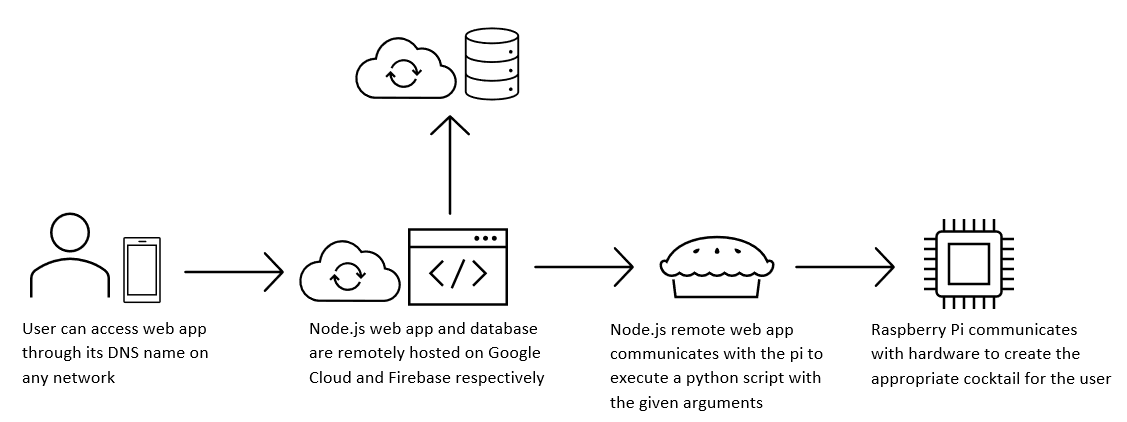 User can access web app
through its DNS name on
any network
Node.js web app and database
are remotely hosted on Google
Cloud and Firebase respectively
Node.js remote web app
communicates with the pi to
execute a python script with
the given arguments
Raspberry Pi communicates
with hardware to create the
appropriate cocktail for the user